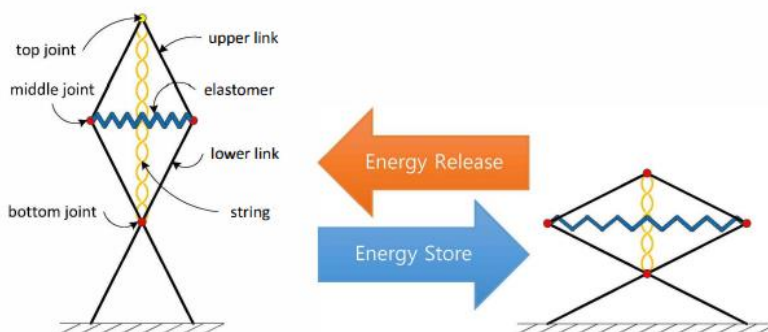 top joint
upper link
middle joint
elastomer
lower link
bottom joint
string
Energy Release
Energy Store